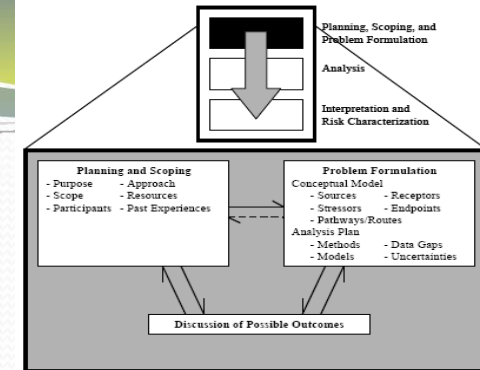 Planning, Scoping, and
Problem Formulation
Analysis
Interpretation and
Risk Characterization
Planning and Scoping
- Purpose - Approach
- Scope - Resources
- Participants - Past Experiences
Problem Formulation
Conceptual Model
- Sources - Receptors
- Stressors - Endpoints
- Pathways/Routes
Analysis Plan
- Methods - Data Gaps
- Models - Uncertainties
Discussion of Possible Outcomes